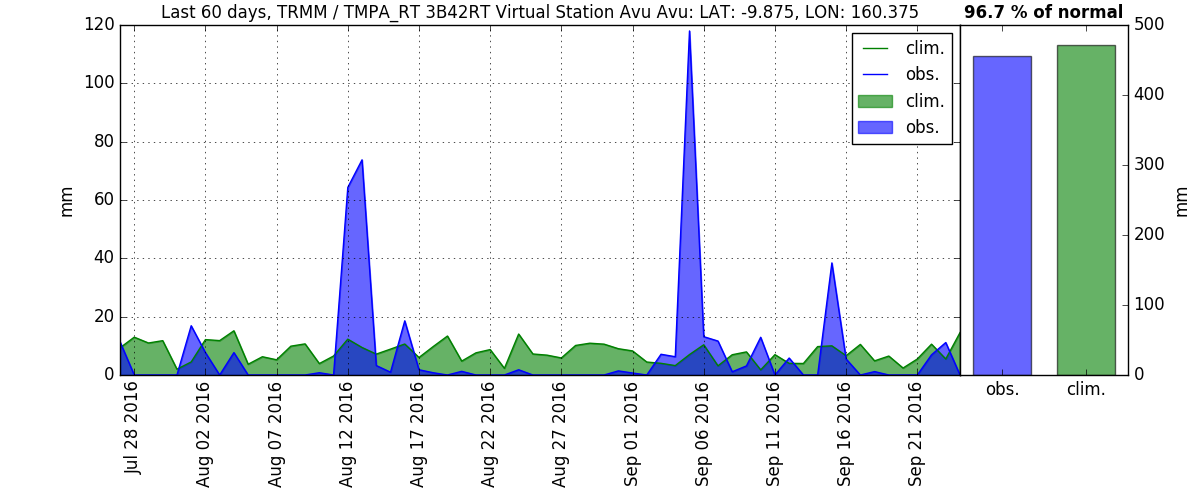 Last 60 days, TRMM / TMPA_RT 3B42RT Virtual Station Avu Avu: LAT: -9.875, LON: 160.375
96.7 % of normal
120
100
80
60
40
20
0
mm
clim.
obs.
clim.
obs.
500
400
300
200
100
0
mm
Jul 28 2016
Aug 02 2016
Aug 07 2016
Aug 12 2016
Aug 17 2016
Aug 22 2016
Aug 27 2016
Sep 01 2016
Sep 06 2016
Sep 11 2016
Sep 16 2016
Sep 21 2016
obs.
clim.